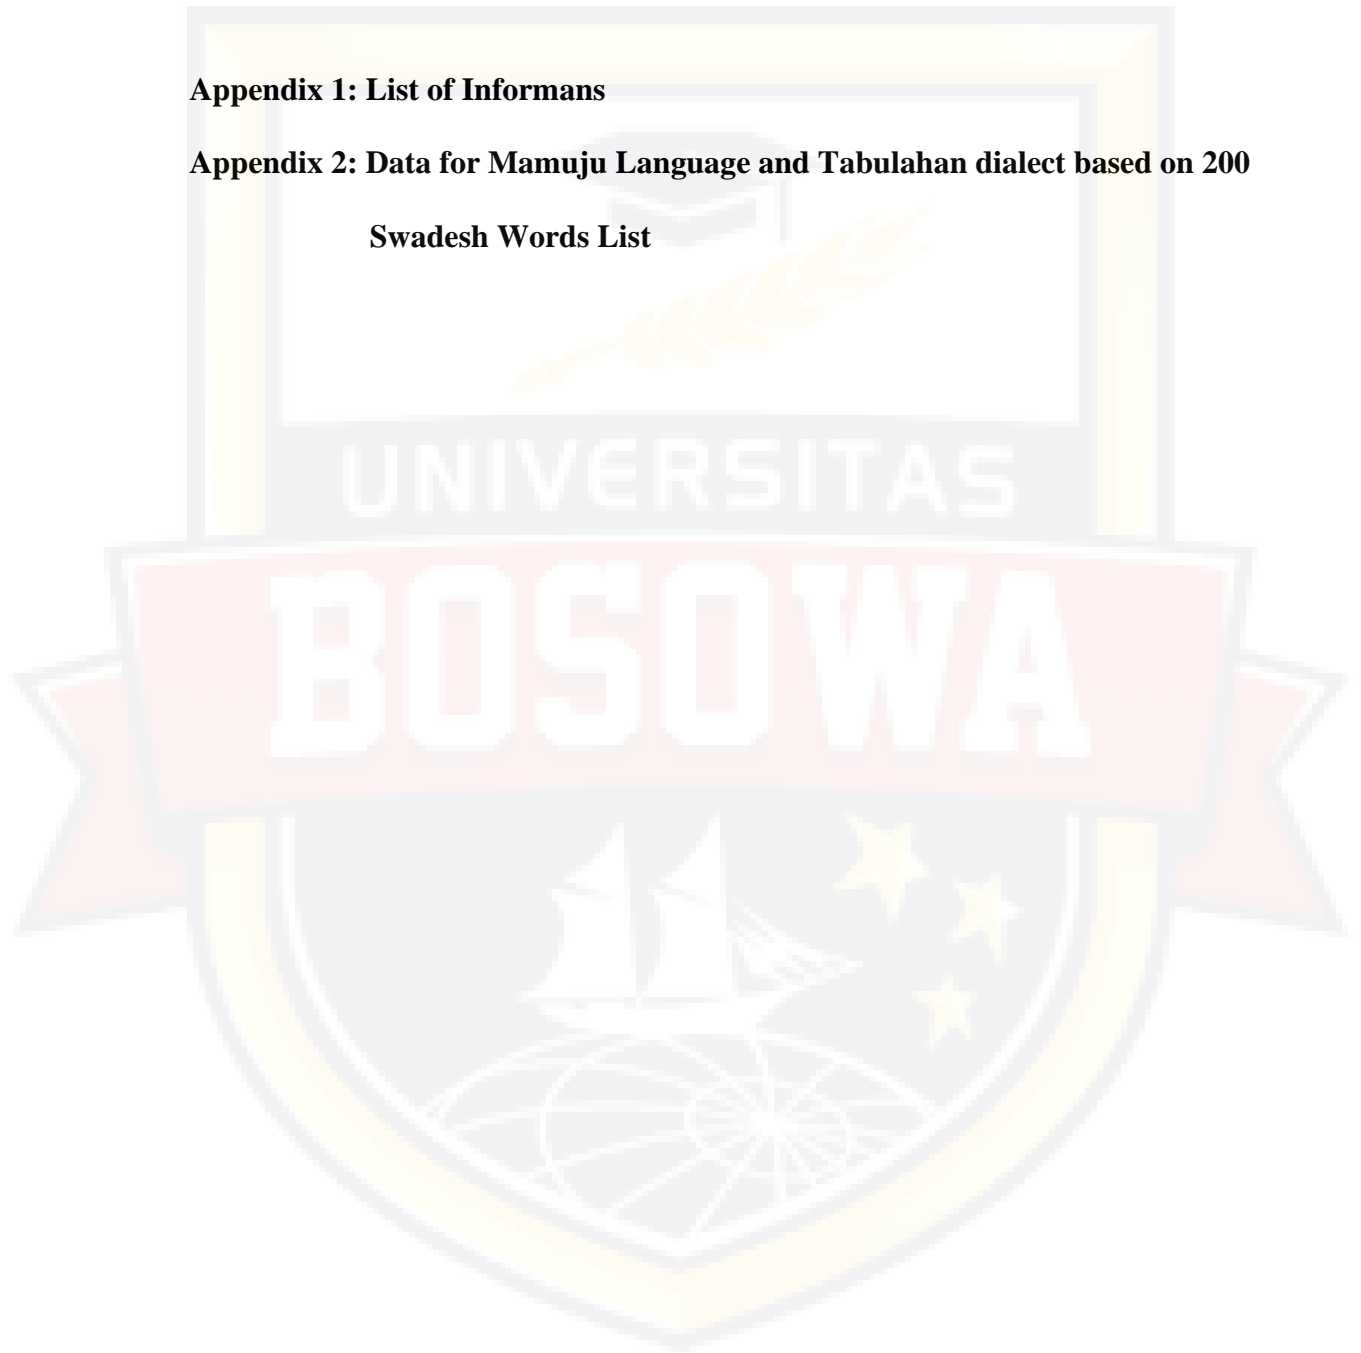 Appendix 1: List of Informans
Appendix 2: Data for Mamuju Language and Tabulahan dialect based on 200
Swadesh Words List
UNIVERSITAS
BOSOWA